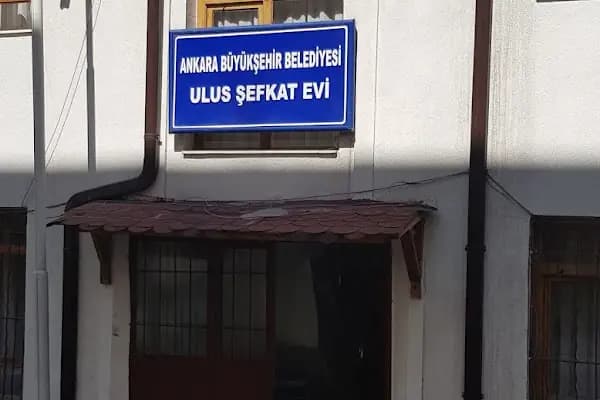 ANKARA BÜYÜKŞEHİR BELEDİYESİ
ULUS ŞEFKAT EVİ